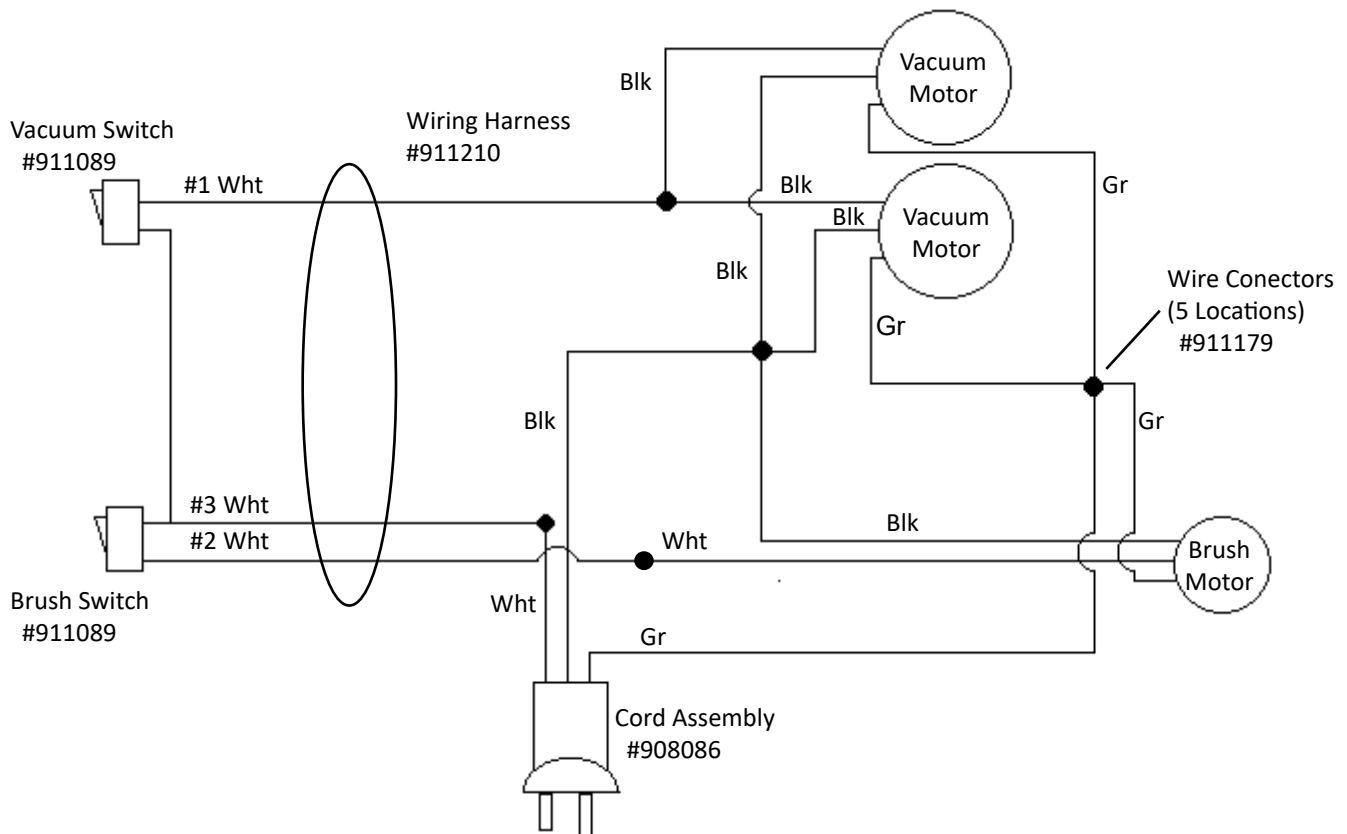 Vacuum Switch
#911089
#1 Wht
Wiring Harness
#911210
Blk
Vacuum
Motor
Blk
Blk
Vacuum
Motor
Blk
Gr
Gr
Wire Conectors
(5 Locations)
#911179
Blk
Gr
#3 Wht
#2 Wht
Brush Switch
#911089
Wht
Wht
Blk
Brush
Motor
Gr
Cord Assembly
#908086